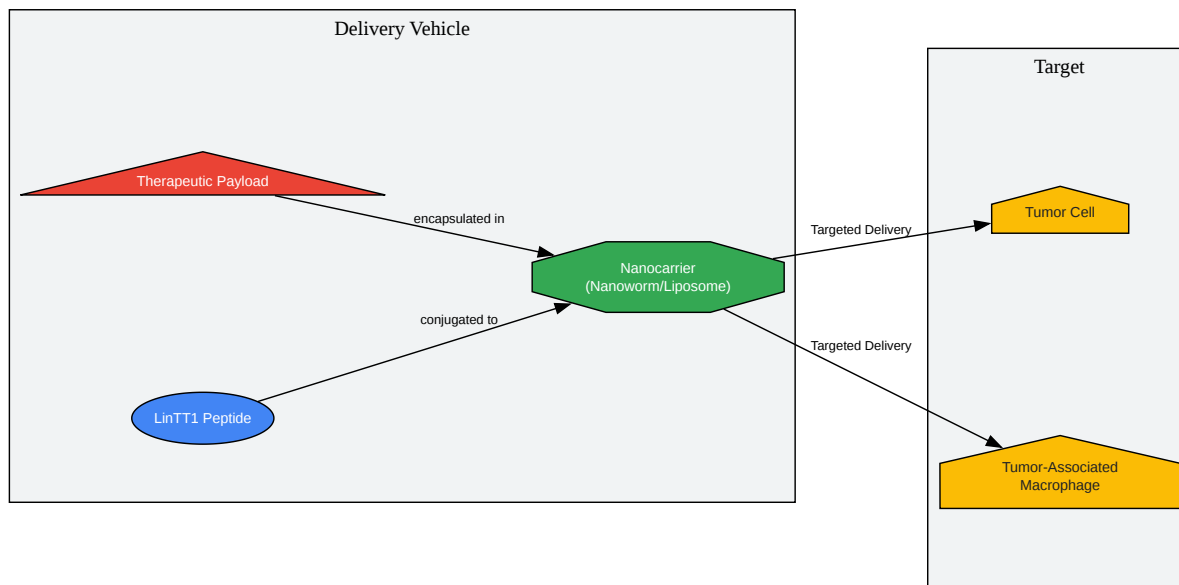 Delivery Vehicle
Target
Therapeutic Payload
encapsulated in
Tumor Cell
Targeted Delivery
Nanocarrier
(Nanoworm/Liposome)
conjugated to
Targeted Delivery
LinTT1 Peptide
Tumor-Associated
Macrophage